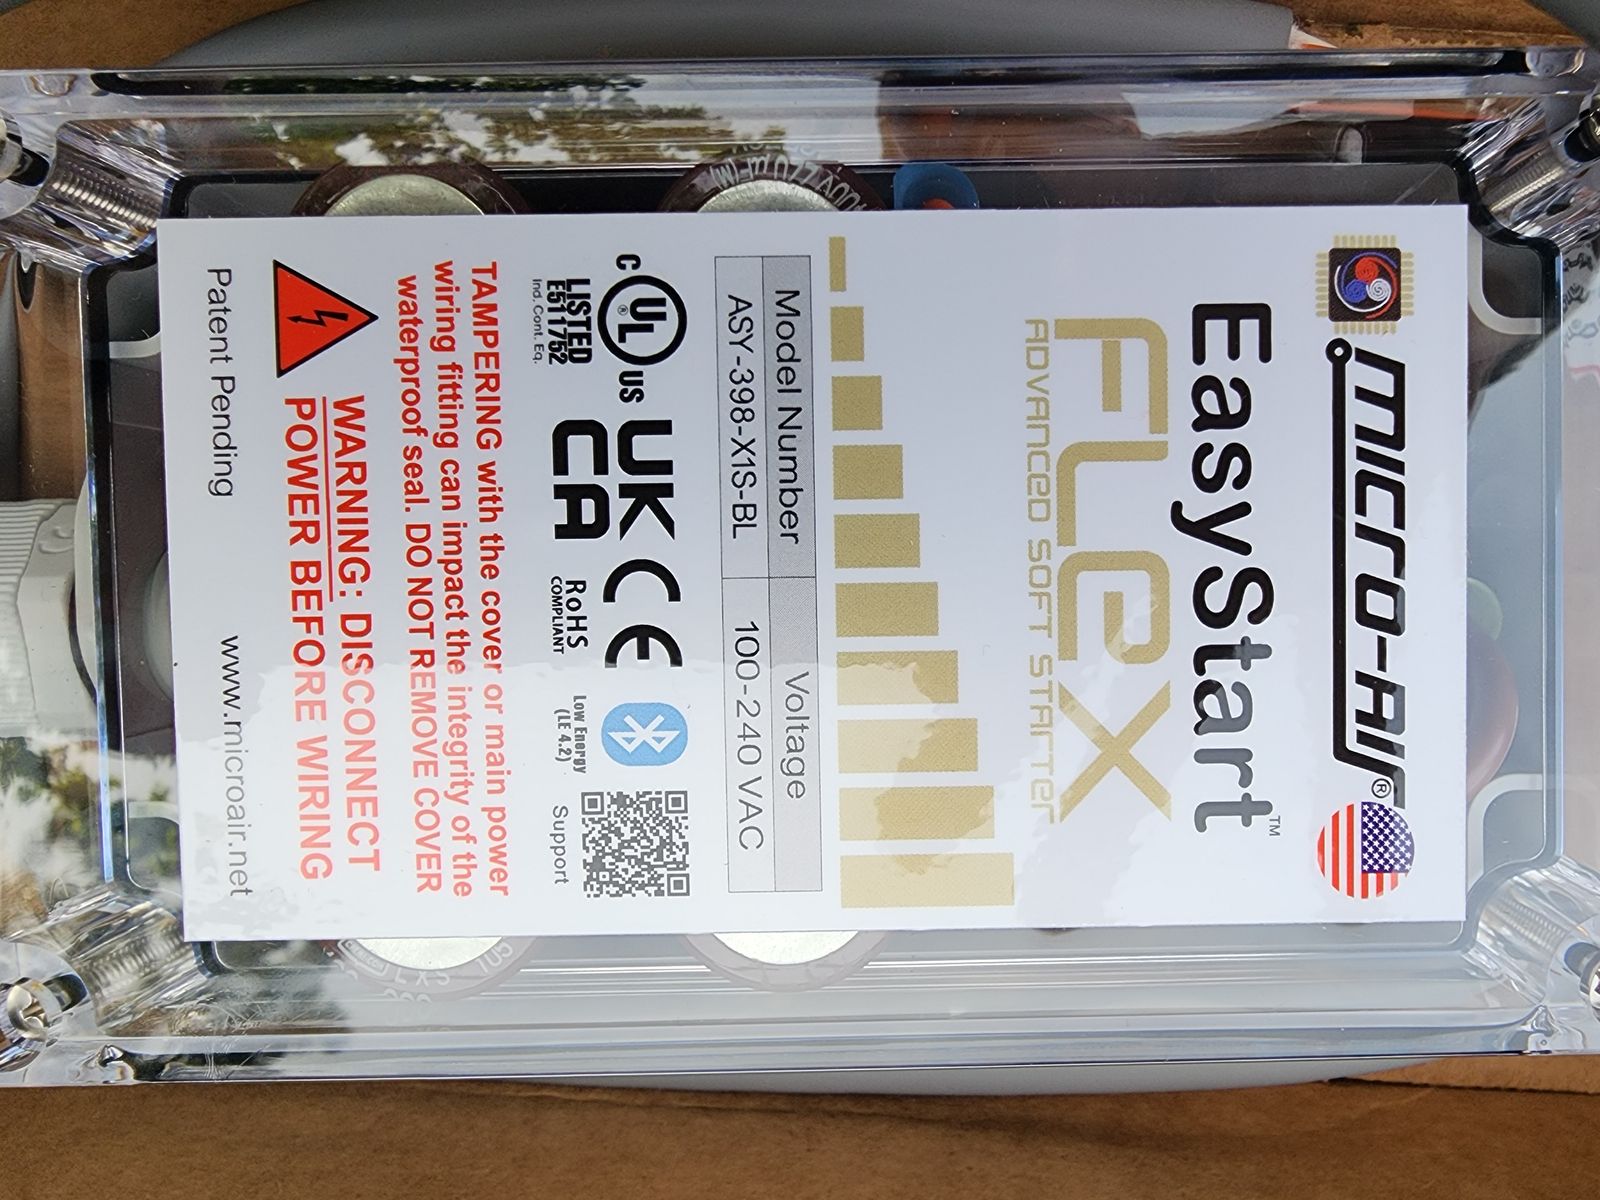 MICRO-AIR®
EasyStart™
FLEX
ADVANCED SOFT STARTER
Model Number Voltage
ASY-398-X1S-BL 100-240 VAC
C UL® US
LISTED
E511752
Ind. Cont. Eq.
UK
CA
CE
RoHS
COMPLIANT
Low Energy
(LE 4.2)
Support
TAMPERING with the cover or main power
wiring fitting can impact the integrity of the
waterproof seal. DO NOT REMOVE COVER
WARNING: DISCONNECT
POWER BEFORE WIRING
Patent Pending www.microair.net